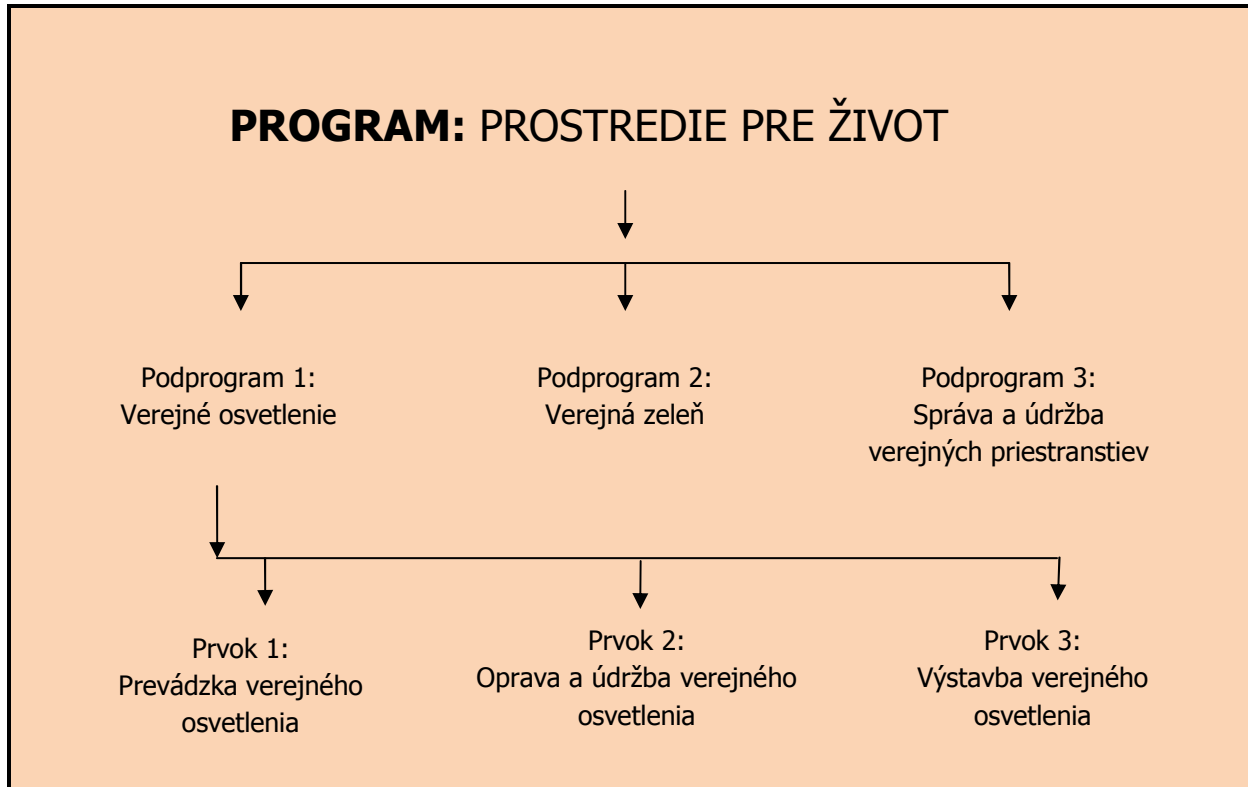 PROGRAM: PROSTREDIE PRE ŽIVOT
Podprogram 1:
Verejné osvetlenie
Podprogram 2:
Verejná zeleň
Podprogram 3:
Správa a údržba
verejných priestranstiev
Prvok 1:
Prevádzka verejného
osvetlenia
Prvok 2:
Oprava a údržba verejného
osvetlenia
Prvok 3:
Výstavba verejného
osvetlenia